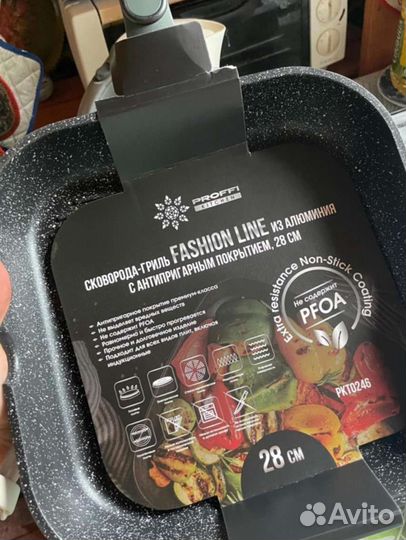 PROFFI
KITCHEN
СКОВОРОДА-ГРИЛЬ FASHION LINE ИЗ АЛЮМИНИЯ
С АНТИПРИГАРНЫМ ПОКРЫТИЕМ, 28 СМ
• Антипригарное покрытие премиум-класса
• Не выделяет вредных веществ
• Не содержит PFOA
• Равномерно и быстро прогревается
• Прочное и долговечное изделие
• Подходит для всех видов плит, включая
индукционные
Extra resistance Non-Stick Coating
Не содержит
PFOA
PKT0246
28 СМ
Avito